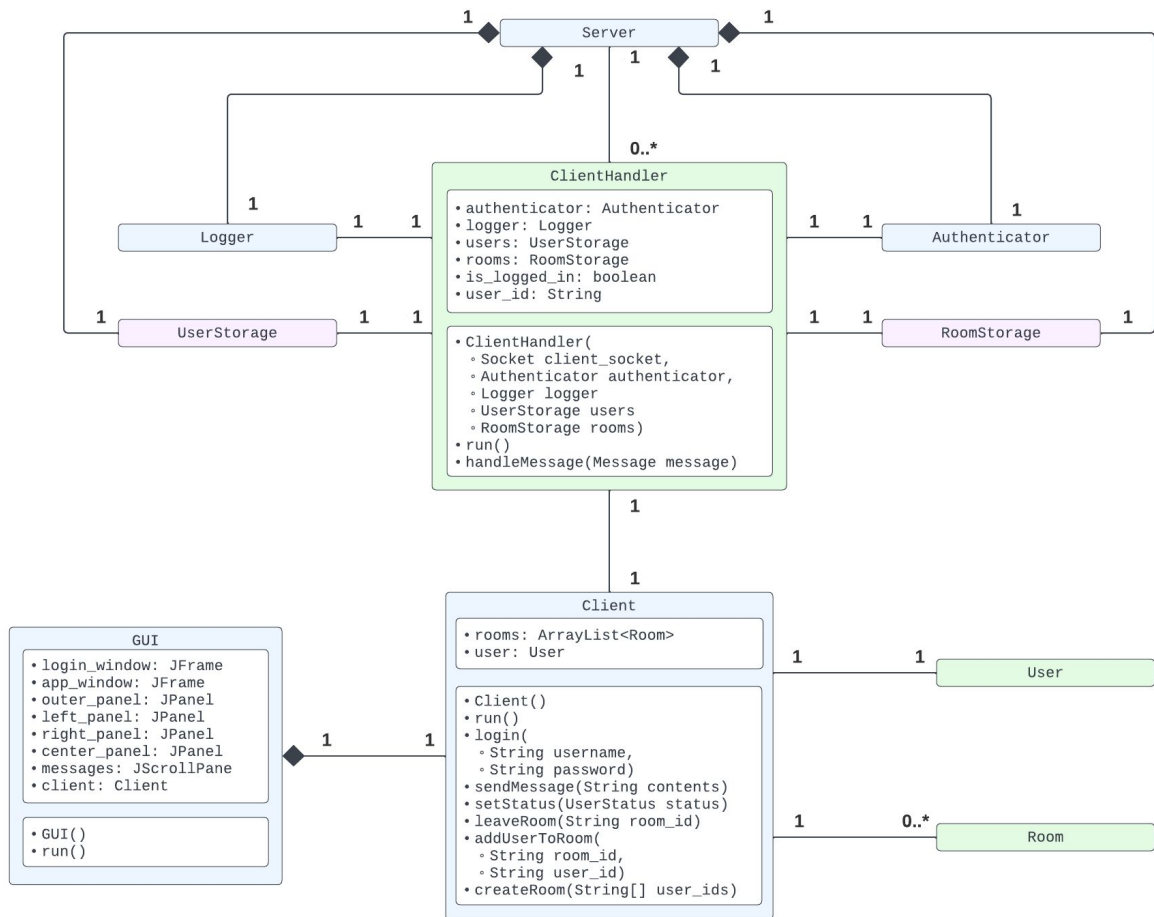 1
Server
1
1
1
1
0..*
ClientHandler
• authenticator: Authenticator
• logger: Logger
• users: UserStorage
• rooms: RoomStorage
• is_logged_in: boolean
• user_id: String
• ClientHandler(
◦ Socket client_socket,
◦ Authenticator authenticator,
◦ Logger logger
◦ UserStorage users
◦ RoomStorage rooms)
• run()
• handleMessage(Message message)
1
Logger
1
1
1
1
1
Authenticator
1
UserStorage
1
1
1
1
RoomStorage
1
1
1
Client
• rooms: ArrayList<Room>
• user: User
• Client()
• run()
• login(
◦ String username,
◦ String password)
• sendMessage(String contents)
• setStatus(UserStatus status)
• leaveRoom(String room_id)
• addUserToRoom(
◦ String room_id,
◦ String user_id)
• createRoom(String[] user_ids)
GUI
• login_window: JFrame
• app_window: JFrame
• outer_panel: JPanel
• left_panel: JPanel
• right_panel: JPanel
• center_panel: JPanel
• messages: JScrollPane
• client: Client
• GUI()
• run()
1
1
1
1
User
1
0..*
Room